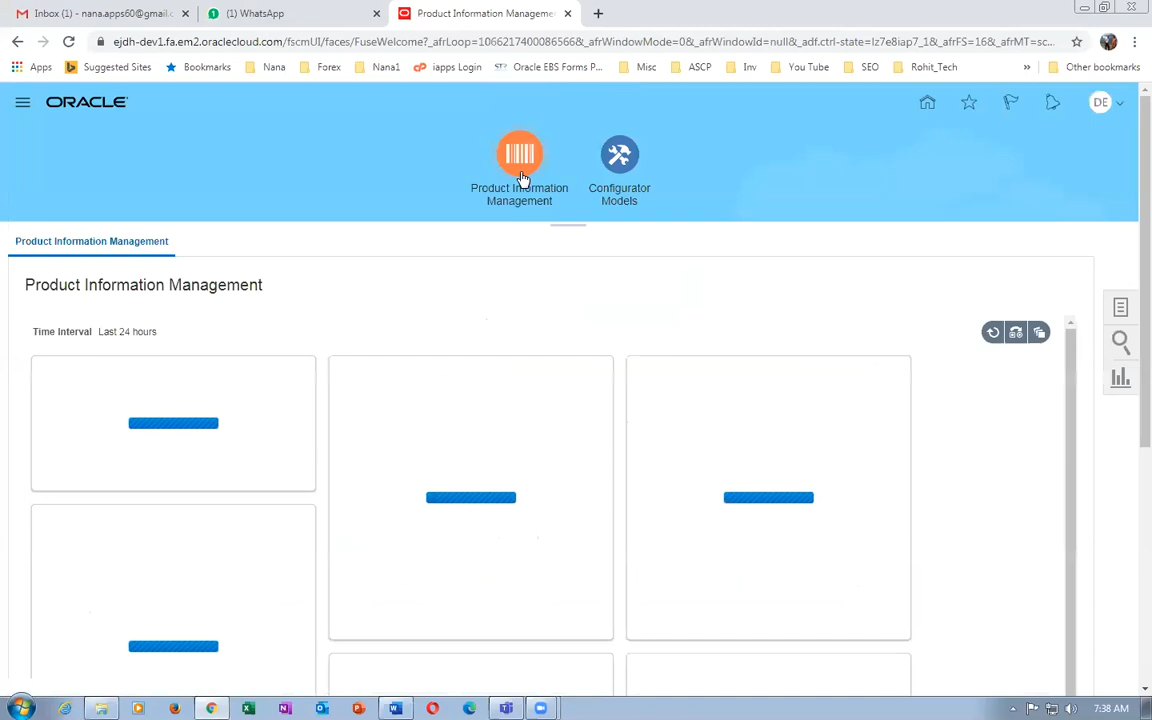 Inbox (1) - nana.apps60@gmail.c
(1) WhatsApp
Product Information Manageme
ejdh-dev1.fa.em2.oraclecloud.com/fscmUI/faces/FuseWelcome?_afrLoop=1066217400086566&_afrWindowMode=0&_afrWindowId=null&_adf.ctrl-state=lz7e8iap7_1&_afrFS=16&_afrMT=sc...
Apps Suggested Sites Bookmarks Nana Forex Nana1 iapps Login Oracle EBS Forms P... Misc ASCP Inv You Tube SEO Rohit_Tech » Other bookmarks
ORACLE
DE
Product Information
Management
Configurator
Models
Product Information Management
Product Information Management
Time Interval Last 24 hours
7:38 AM